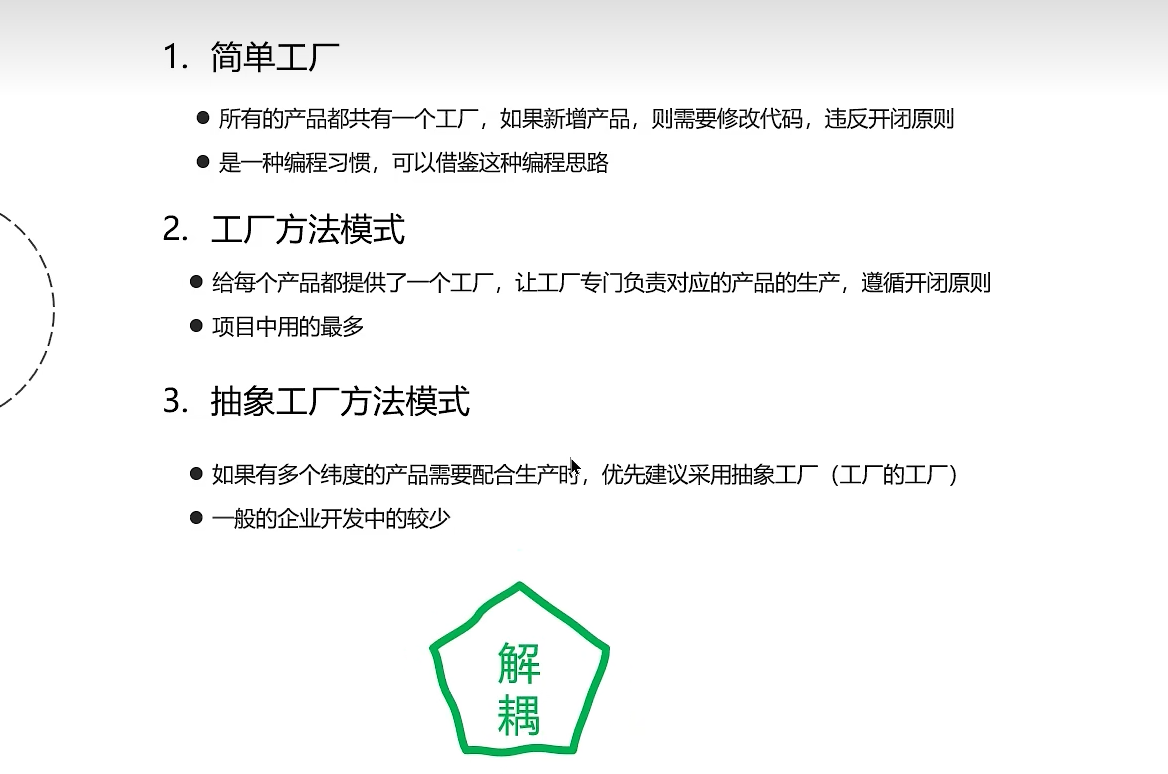 1. 简单工厂
● 所有的产品都共有一个工厂，如果新增产品，则需要修改代码，违反开闭原则
● 是一种编程习惯，可以借鉴这种编程思路
2. 工厂方法模式
● 给每个产品都提供了一个工厂，让工厂专门负责对应的产品的生产，遵循开闭原则
● 项目中用的最多
3. 抽象工厂方法模式
● 如果有多个纬度的产品需要配合生产时，优先建议采用抽象工厂（工厂的工厂）
● 一般的企业开发中的较少
解
耦